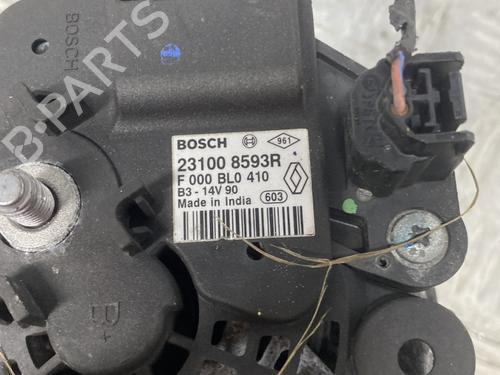 BOSCH
B-PARTS
BOSCH
961
23100 8593R
F 000 BL0 410
B3 - 14V 90
Made in India
603
B+